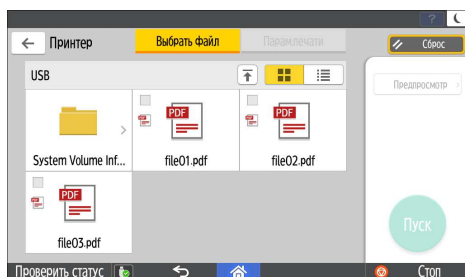 ?
Принтер
Выбрать файл
Парам.печати
Сброс
USB
Предпросмотр
System Volume Inf...
PDF
file01.pdf
PDF
file02.pdf
PDF
file03.pdf
Пуск
Проверить статус
Стоп